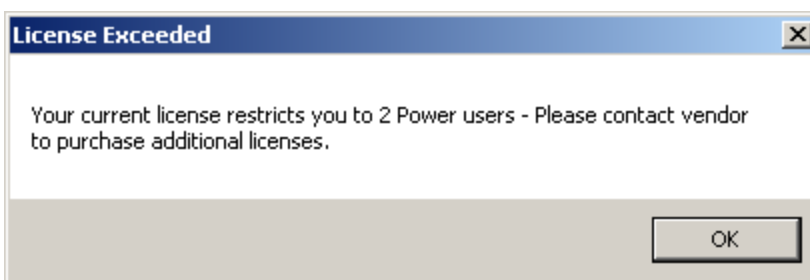 License Exceeded
Your current license restricts you to 2 Power users - Please contact vendor
to purchase additional licenses.
OK